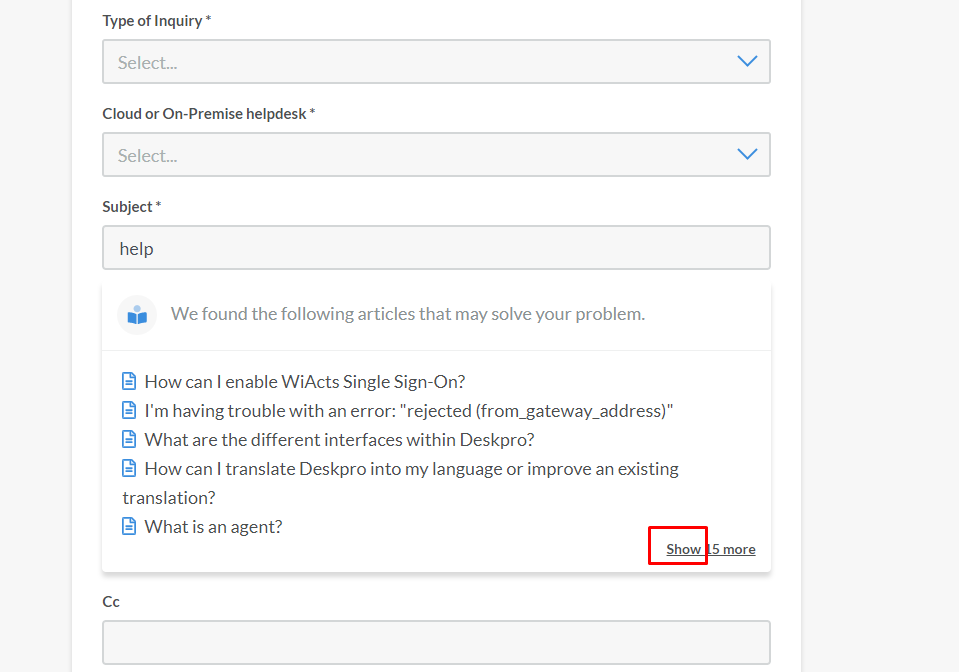 Type of Inquiry *
Select...
Cloud or On-Premise helpdesk *
Select...
Subject *
help
We found the following articles that may solve your problem.
How can I enable WiActs Single Sign-On?
I'm having trouble with an error: "rejected (from_gateway_address)"
What are the different interfaces within Deskpro?
How can I translate Deskpro into my language or improve an existing
translation?
What is an agent?
Show 15 more
Cc